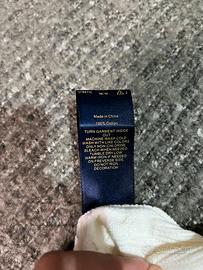 Made in China
100% Cotton
TURN GARMENT INSIDE
OUT
MACHINE WASH COLD
WASH WITH LIKE COLORS
ONLY NON-CHLORINE
BLEACH WHEN NEEDED
TUMBLE DRY LOW
WARM IRON IF NEEDED
ON REVERSE SIDE
DO NOT IRON
DECORATION